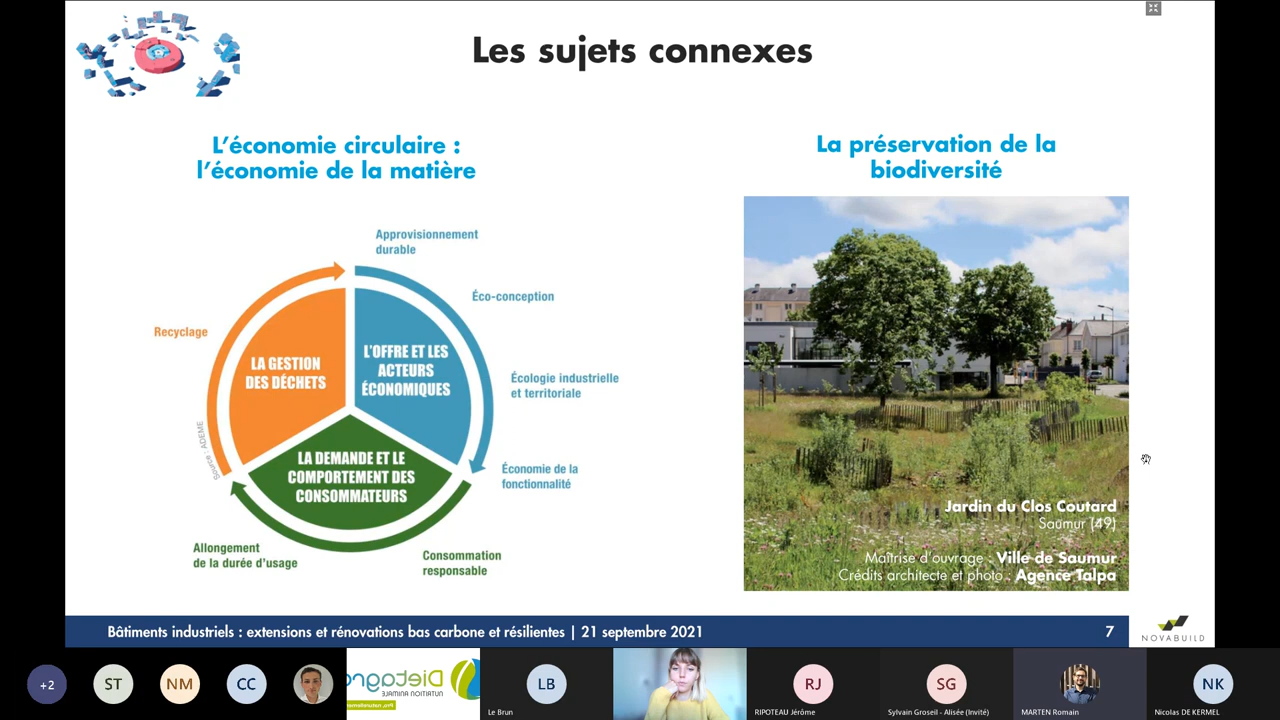 Les sujets connexes
L'économie circulaire :
l'économie de la matière
La préservation de la
biodiversité
Approvisionnement
durable
Éco-conception
Écologie industrielle
et territoriale
Économie de la
fonctionnalité
Consommation
responsable
Allongement
de la durée d'usage
Recyclage
LA GESTION
DES DÉCHETS
L'OFFRE ET LES
ACTEURS
ÉCONOMIQUES
LA DEMANDE ET LE
COMPORTEMENT DES
CONSOMMATEURS
Source : ADEME
Jardin du Clos Coutard
Saumur (49)
Maîtrise d'ouvrage : Ville de Saumur
Crédits architecte et photo : Agence Talpa
Bâtiments industriels : extensions et rénovations bas carbone et résilientes | 21 septembre 2021
7
NOVABUILD
+2
ST
NM
CC
Dietagro
NUTRITION ANIMALE
LB
Le Brun
RJ
RIPOTEAU Jérôme
SG
Sylvain Groseil - Alisée (Invité)
MARTEN Romain
NK
Nicolas DE KERMEL